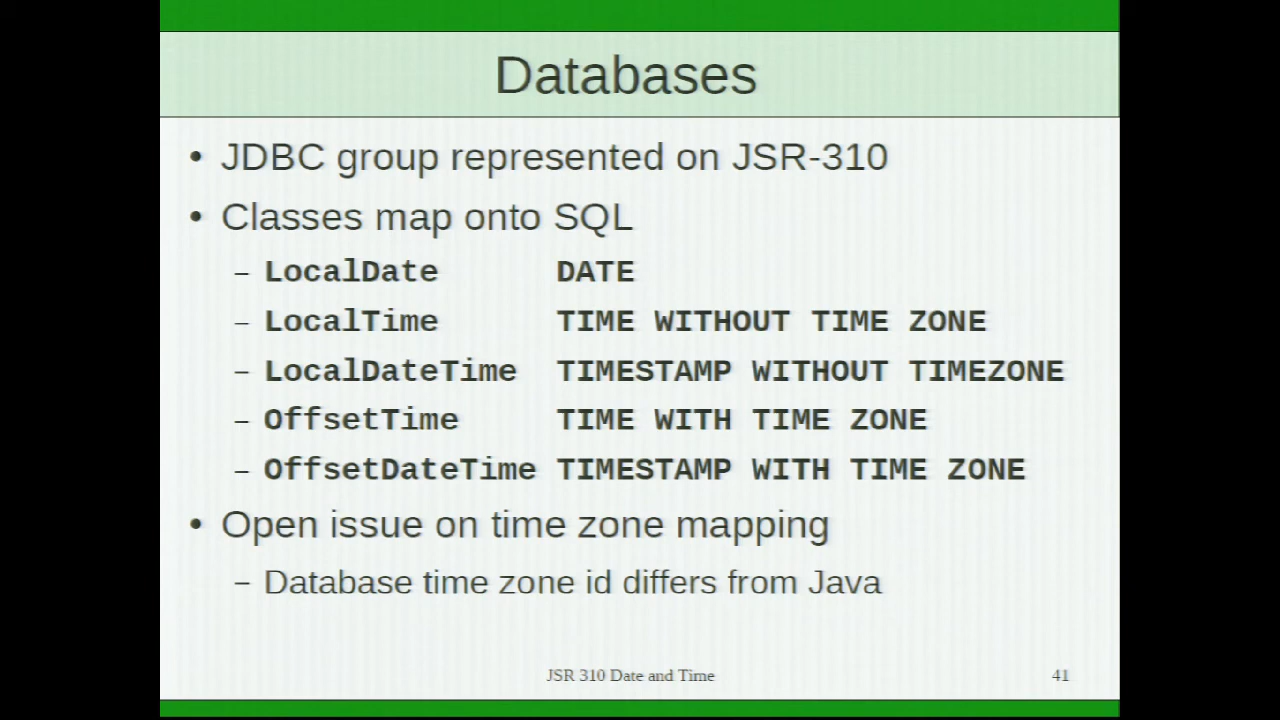 Databases
• JDBC group represented on JSR-310
• Classes map onto SQL
– LocalDate DATE
– LocalTime TIME WITHOUT TIME ZONE
– LocalDateTime TIMESTAMP WITHOUT TIMEZONE
– OffsetTime TIME WITH TIME ZONE
– OffsetDateTime TIMESTAMP WITH TIME ZONE
• Open issue on time zone mapping
– Database time zone id differs from Java
JSR 310 Date and Time 41